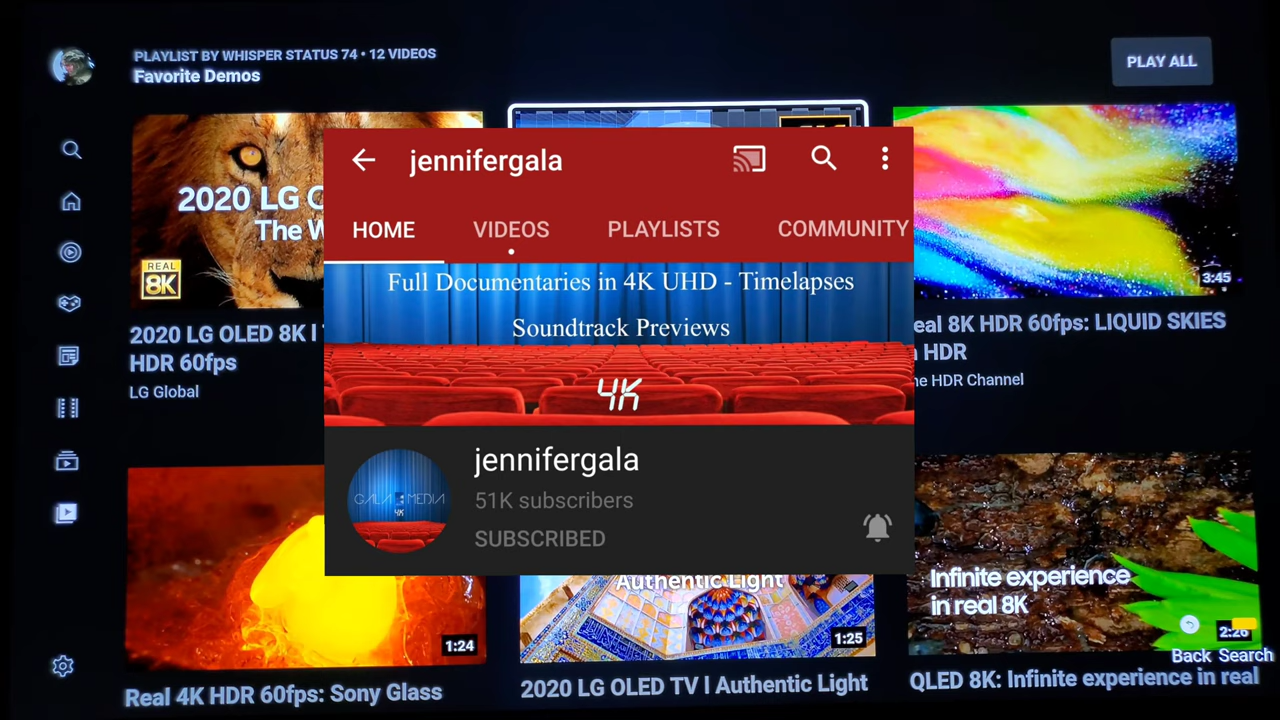 PLAYLIST BY WHISPER STATUS 74 • 12 VIDEOS
Favorite Demos
PLAY ALL
2020 LG
The
REAL
8K
3:45
2020 LG OLED 8K l
HDR 60fps
LG Global
eal 8K HDR 60fps: LIQUID SKIES
HDR
he HDR Channel
jennifergala
HOME
VIDEOS
PLAYLISTS
COMMUNITY
Full Documentaries in 4K UHD - Timelapses
Soundtrack Previews
4K
GALA MEDIA
4K
jennifergala
51K subscribers
SUBSCRIBED
1:24
Authentic Light
1:25
Infinite experience
in real 8K
2:26
Back Search
Real 4K HDR 60fps: Sony Glass
2020 LG OLED TV l Authentic Light
QLED 8K: Infinite experience in real